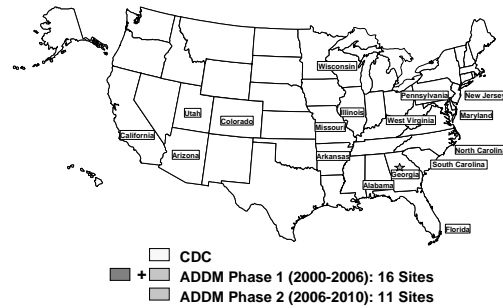 Wisconsin
Pennsylvania
New Jersey
Utah
Illinois
Maryland
Colorado
West Virginia
California
Missouri
North Carolina
Arizona
Arkansas
South Carolina
Georgia
Alabama
Florida
CDC
+ ADDM Phase 1 (2000-2006): 16 Sites
ADDM Phase 2 (2006-2010): 11 Sites